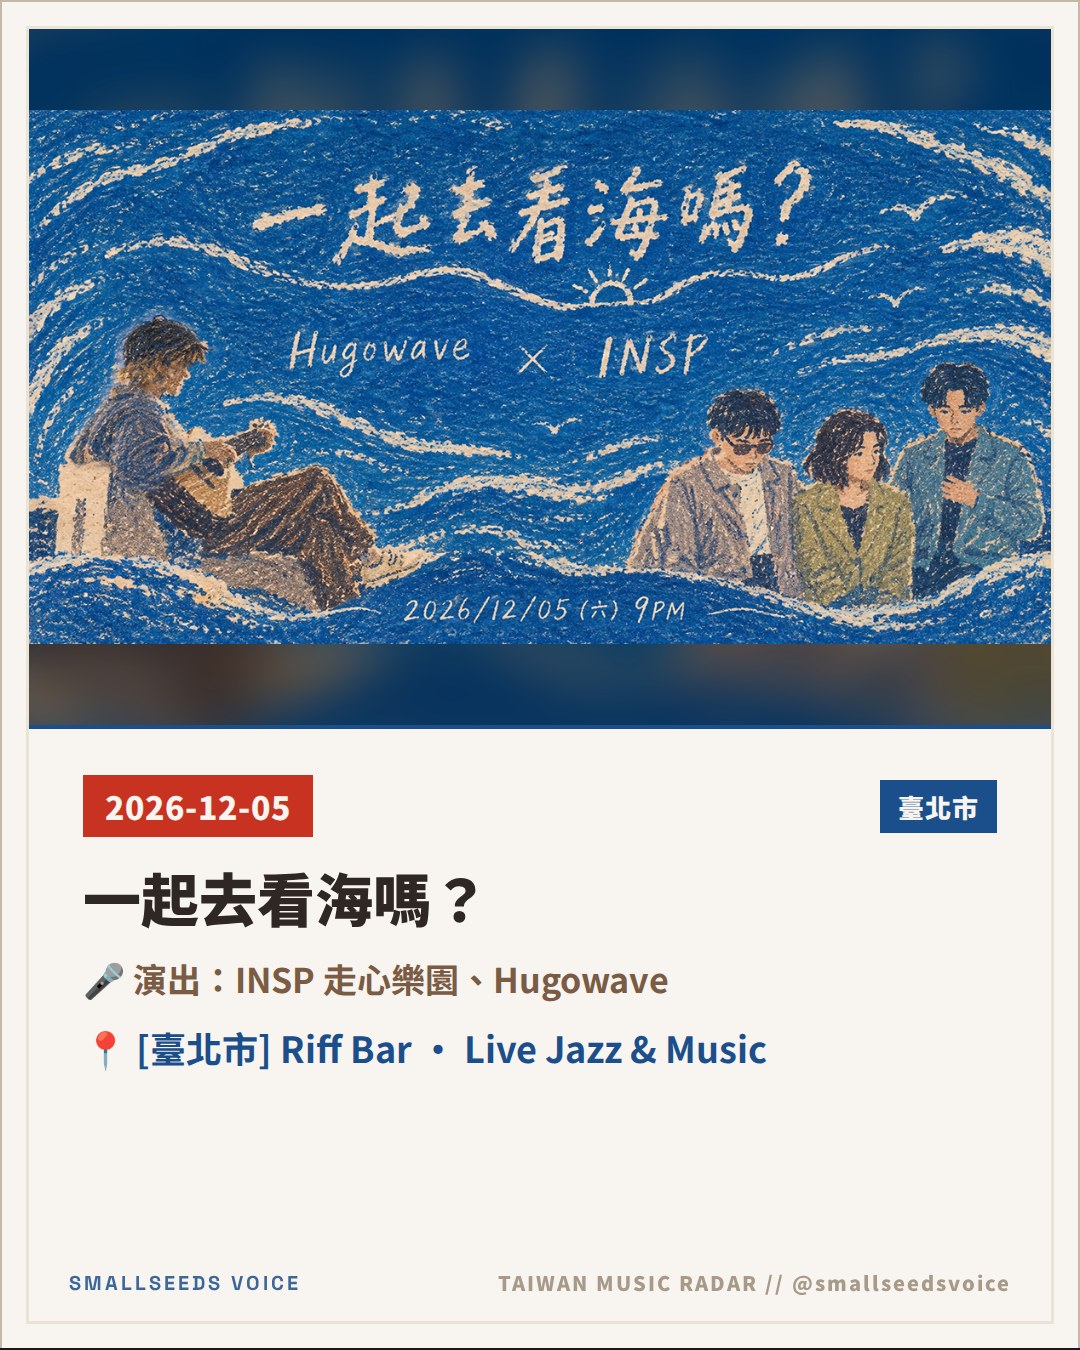 一起去看海嗎?
Hugowave × INSP
2026/12/05 (六) 9PM
2026-12-05
臺北市
一起去看海嗎？
🎤 演出：INSP 走心樂園、Hugowave
📍 [臺北市] Riff Bar ・ Live Jazz & Music
SMALLSEEDS VOICE
TAIWAN MUSIC RADAR // @smallseedsvoice